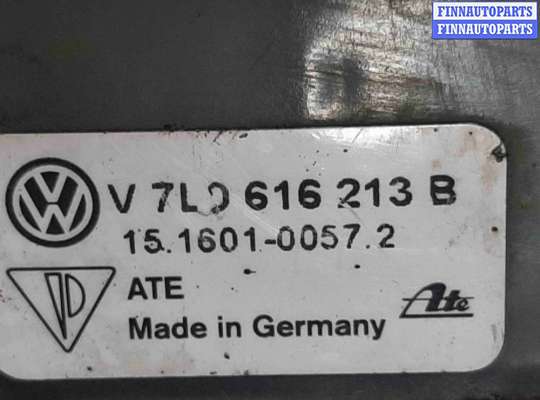 FINNAUTOPARTS
FINNAUTOPARTS
V 7L0 616 213 B
15.1601-0057.2
ATE
Made in Germany
Ate